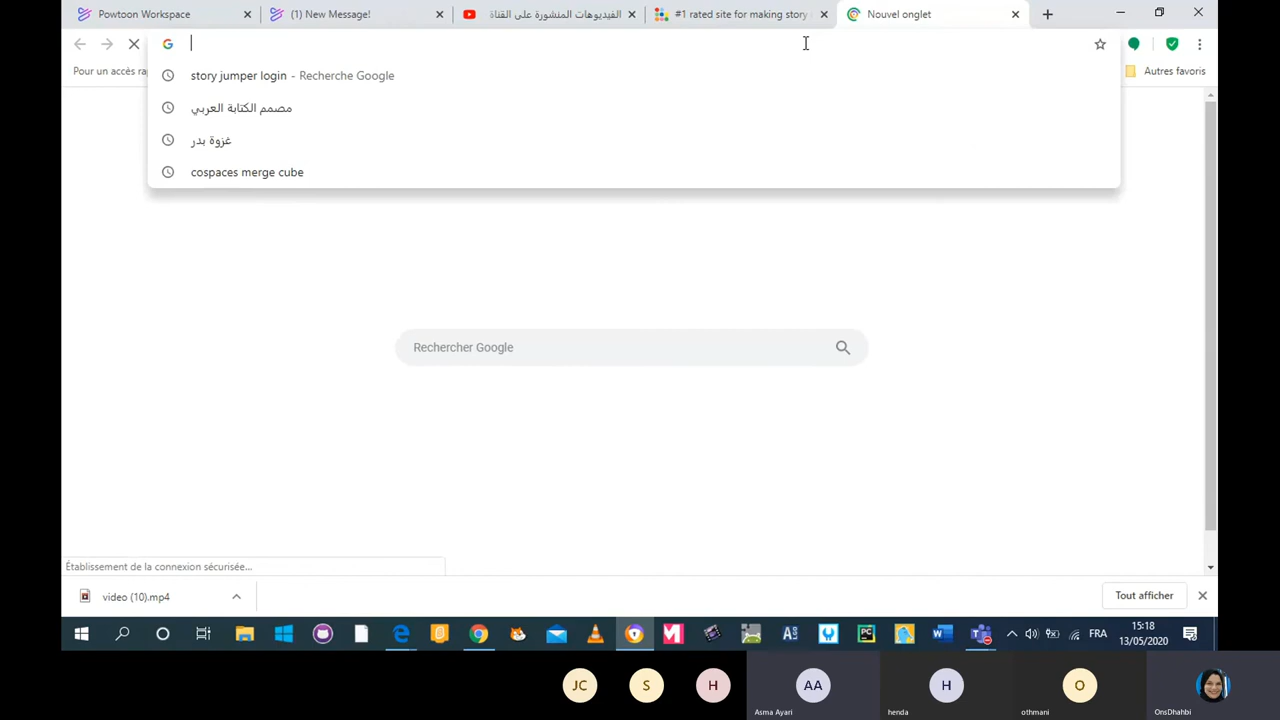 Powtoon Workspace
(1) New Message!
الفيديوهات المنشورة على القناة
#1 rated site for making story
Nouvel onglet
Pour un accès ra
Autres favoris
story jumper login - Recherche Google
مصمم الكتابة العربي
غزوة بدر
cospaces merge cube
Rechercher Google
Établissement de la connexion sécurisée...
video (10).mp4
Tout afficher
FRA
15:18
13/05/2020
JC
S
H
AA
H
O
Asma Ayari
henda
othmani
OnsDhahbi